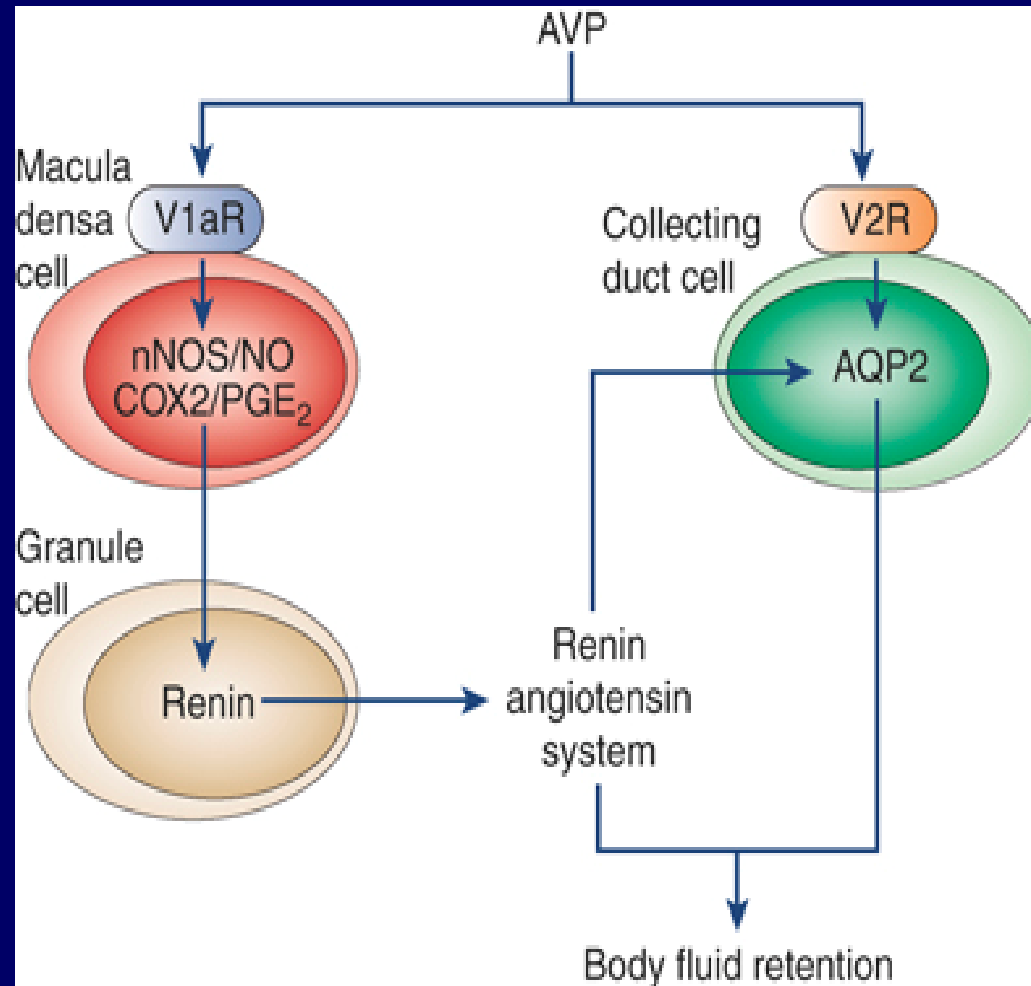 AVP
Macula
densa
cell
V1aR
nNOS/NO
COX2/PGE₂
Collecting
duct cell
V2R
AQP2
Granule
cell
Renin
Renin
angiotensin
system
Body fluid retention